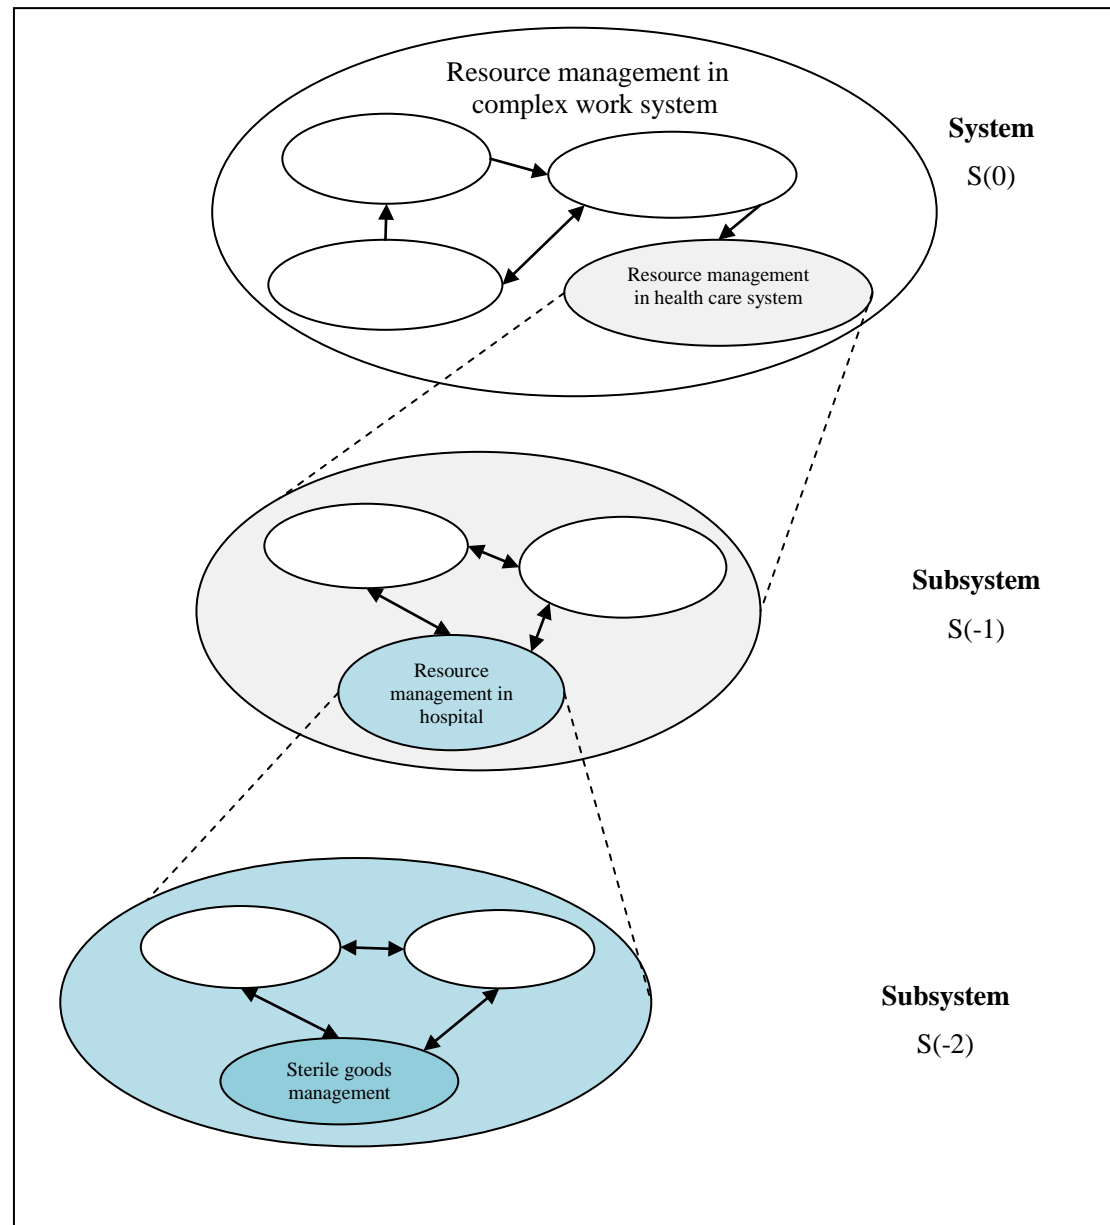 Resource management in
complex work system
System
S(0)
Resource management
in health care system
Subsystem
S(-1)
Resource
management in
hospital
Subsystem
S(-2)
Sterile goods
management